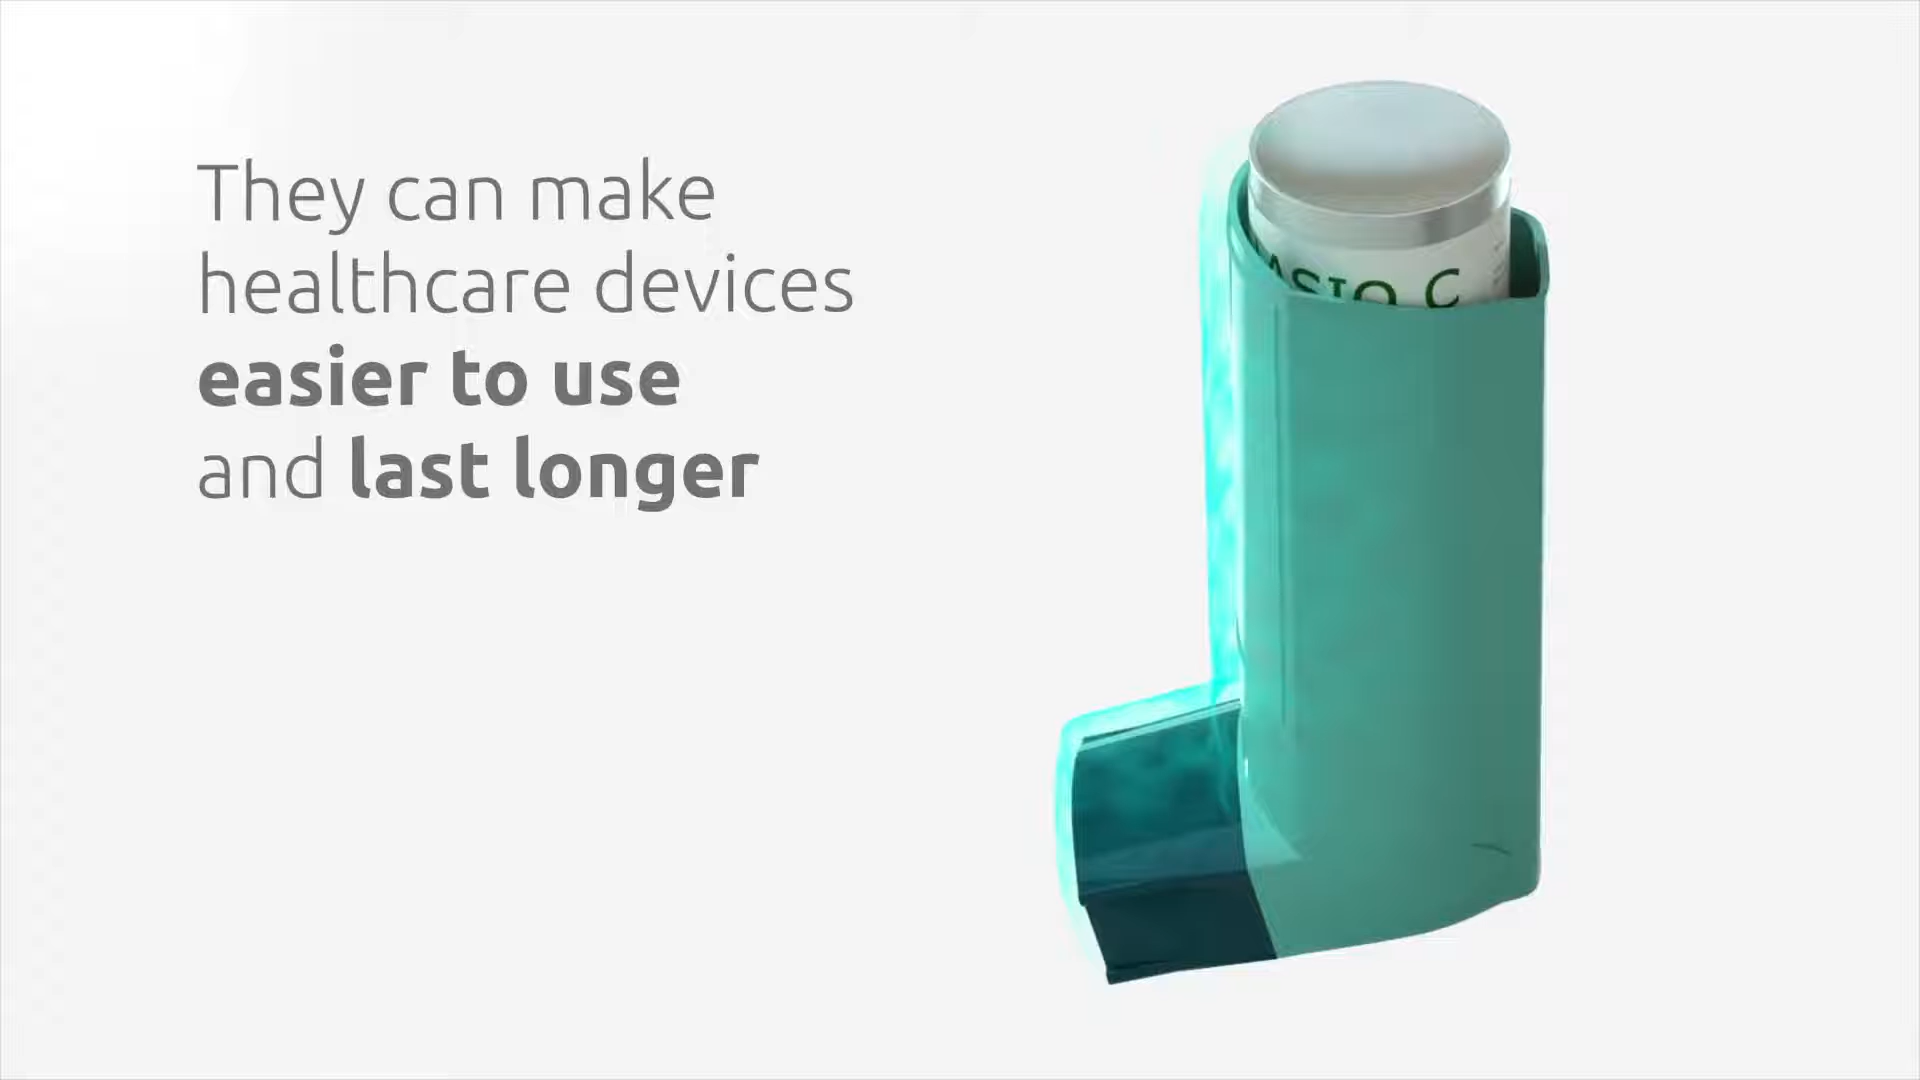 They can make
healthcare devices
easier to use
and last longer